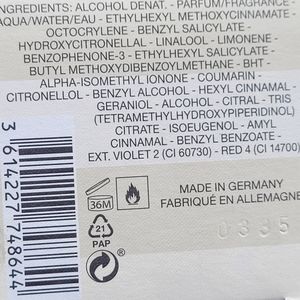 INGREDIENTS: ALCOHOL DENAT. - PARFUM/FRAGRANCE -
AQUA/WATER/EAU - ETHYLHEXYL METHOXYCINNAMATE -
OCTOCRYLENE - BENZYL SALICYLATE -
HYDROXYCITRONELLAL - LINALOOL - LIMONENE -
BENZOPHENONE-3 - ETHYLHEXYL SALICYLATE -
BUTYL METHOXYDIBENZOYLMETHANE - BHT -
ALPHA-ISOMETHYL IONONE - COUMARIN -
CITRONELLOL - BENZYL ALCOHOL - HEXYL CINNAMAL -
GERANIOL - ALCOHOL - CITRAL - TRIS
(TETRAMETHYLHYDROXYPIPERIDINOL)
CITRATE - ISOEUGENOL - AMYL
CINNAMAL - BENZYL BENZOATE -
EXT. VIOLET 2 (CI 60730) - RED 4 (CI 14700)
3 614227 748644
36M
MADE IN GERMANY
FABRIQUÉ EN ALLEMAGNE
21
PAP
0335